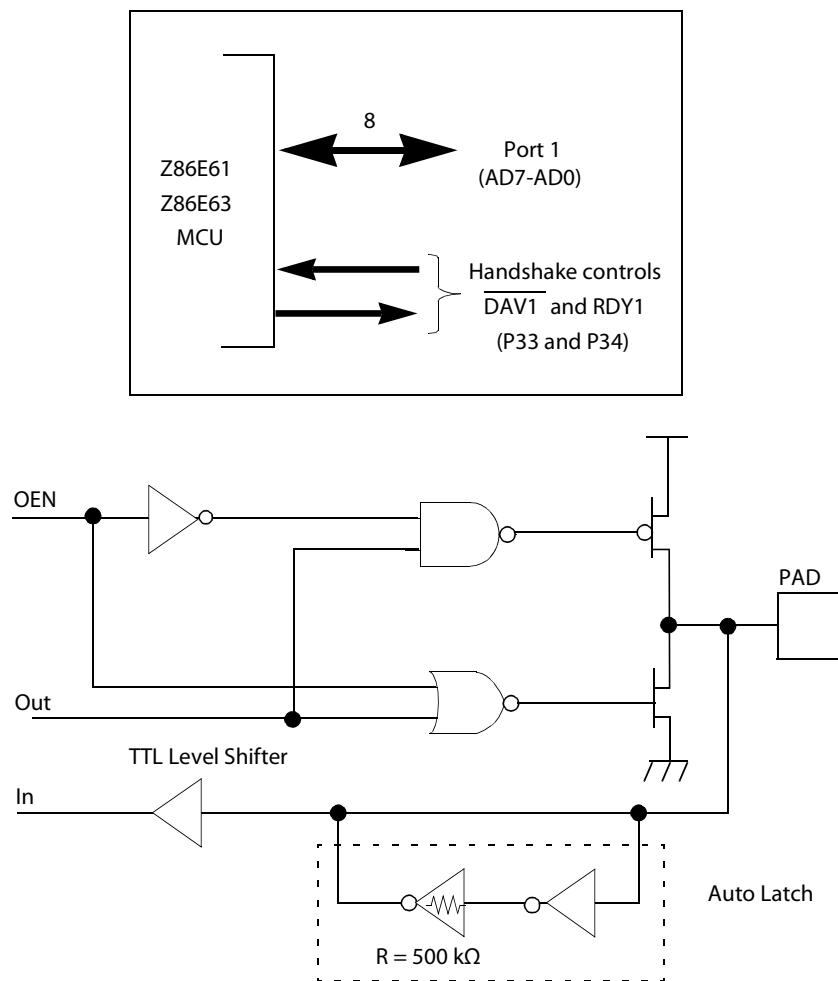 8
Z86E61
Z86E63
MCU
Port 1
(AD7-AD0)
Handshake controls
DAV1 and RDY1
(P33 and P34)
OEN
PAD
Out
TTL Level Shifter
In
Auto Latch
R = 500 kΩ